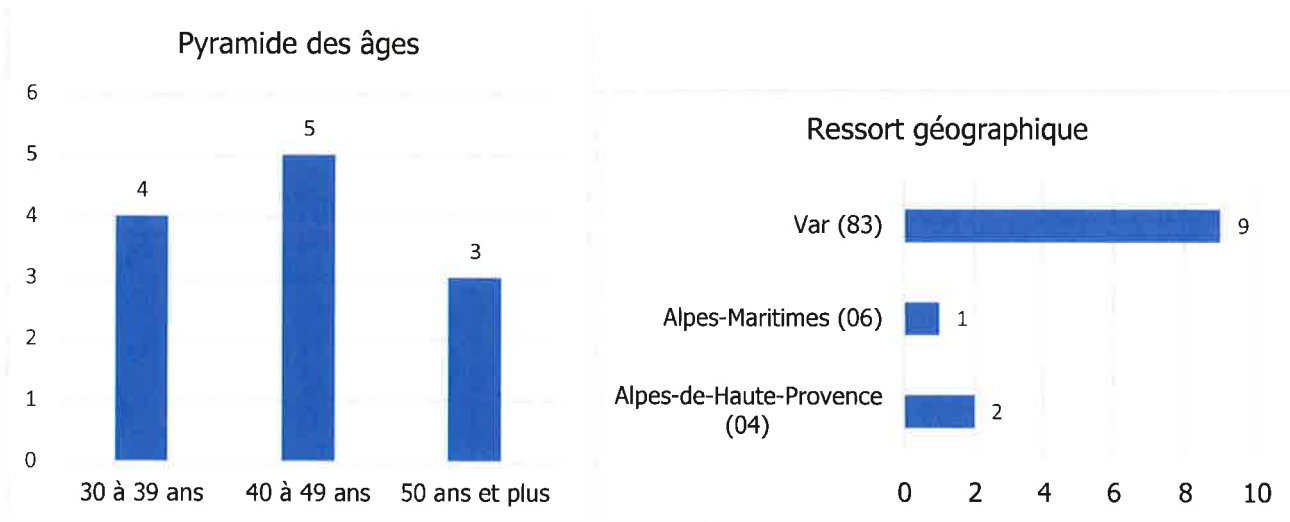 Pyramide des âges
6
5
4
3
2
1
0
4
5
3
30 à 39 ans
40 à 49 ans
50 ans et plus
Ressort géographique
Var (83)
9
Alpes-Maritimes (06)
1
Alpes-de-Haute-Provence
(04)
2
0 2 4 6 8 10